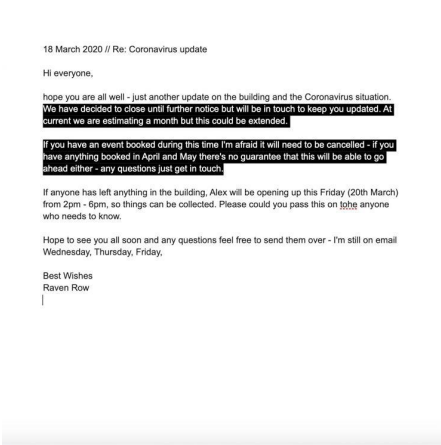 18 March 2020 // Re: Coronavirus update
Hi everyone,
hope you are all well - just another update on the building and the Coronavirus situation.
We have decided to close until further notice but will be in touch to keep you updated. At
current we are estimating a month but this could be extended.
If you have an event booked during this time I'm afraid it will need to be cancelled - if you
have anything booked in April and May there's no guarantee that this will be able to go
ahead either - any questions just get in touch.
If anyone has left anything in the building, Alex will be opening up this Friday (20th March)
from 2pm - 6pm, so things can be collected. Please could you pass this on tohe anyone
who needs to know.
Hope to see you all soon and any questions feel free to send them over - I'm still on email
Wednesday, Thursday, Friday,
Best Wishes
Raven Row